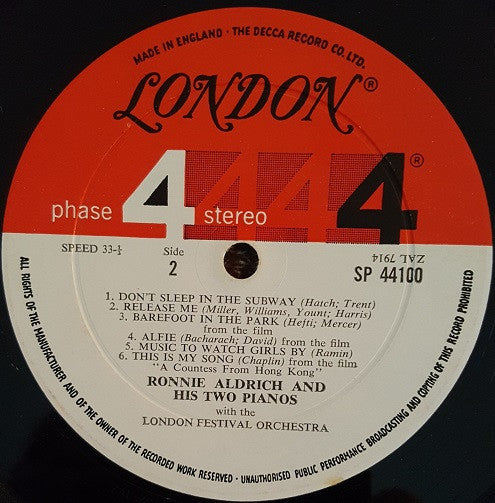 MADE IN ENGLAND · THE DECCA RECORD CO. LTD.
LONDON®
phase 4 stereo 4 4 4®
SPEED 33-⅓
Side
2
ZAL 7914
SP 44100
1. DON'T SLEEP IN THE SUBWAY (Hatch; Trent)
2. RELEASE ME (Miller, Williams, Yount; Harris)
3. BAREFOOT IN THE PARK (Hefti; Mercer)
from the film
4. ALFIE (Bacharach; David) from the film
5. MUSIC TO WATCH GIRLS BY (Ramin)
6. THIS IS MY SONG (Chaplin) from the film
"A Countess From Hong Kong"
RONNIE ALDRICH AND
HIS TWO PIANOS
with the
LONDON FESTIVAL ORCHESTRA
ALL RIGHTS OF THE MANUFACTURER AND OF THE OWNER OF THE RECORDED WORK RESERVED · UNAUTHORISED PUBLIC PERFORMANCE BROADCASTING AND COPYING OF THIS RECORD PROHIBITED